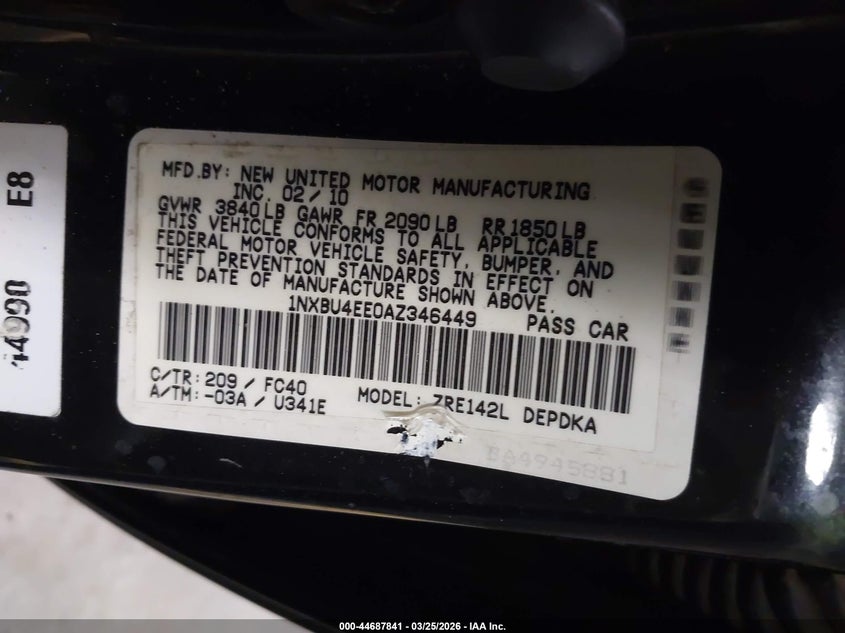 44990 E8
MFD.BY: NEW UNITED MOTOR MANUFACTURING
INC 02/10
GVWR 3840LB GAWR FR 2090LB RR 1850LB
THIS VEHICLE CONFORMS TO ALL APPLICABLE
FEDERAL MOTOR VEHICLE SAFETY, BUMPER, AND
THEFT PREVENTION STANDARDS IN EFFECT ON
THE DATE OF MANUFACTURE SHOWN ABOVE.
1NXBU4EE0AZ346449 PASS CAR
C/TR: 209 / FC40
A/TM: -03A / U341E
MODEL: ZRE142L DEPDKA
BA4945881
000-44687841 — 03/25/2026 — IAA Inc.